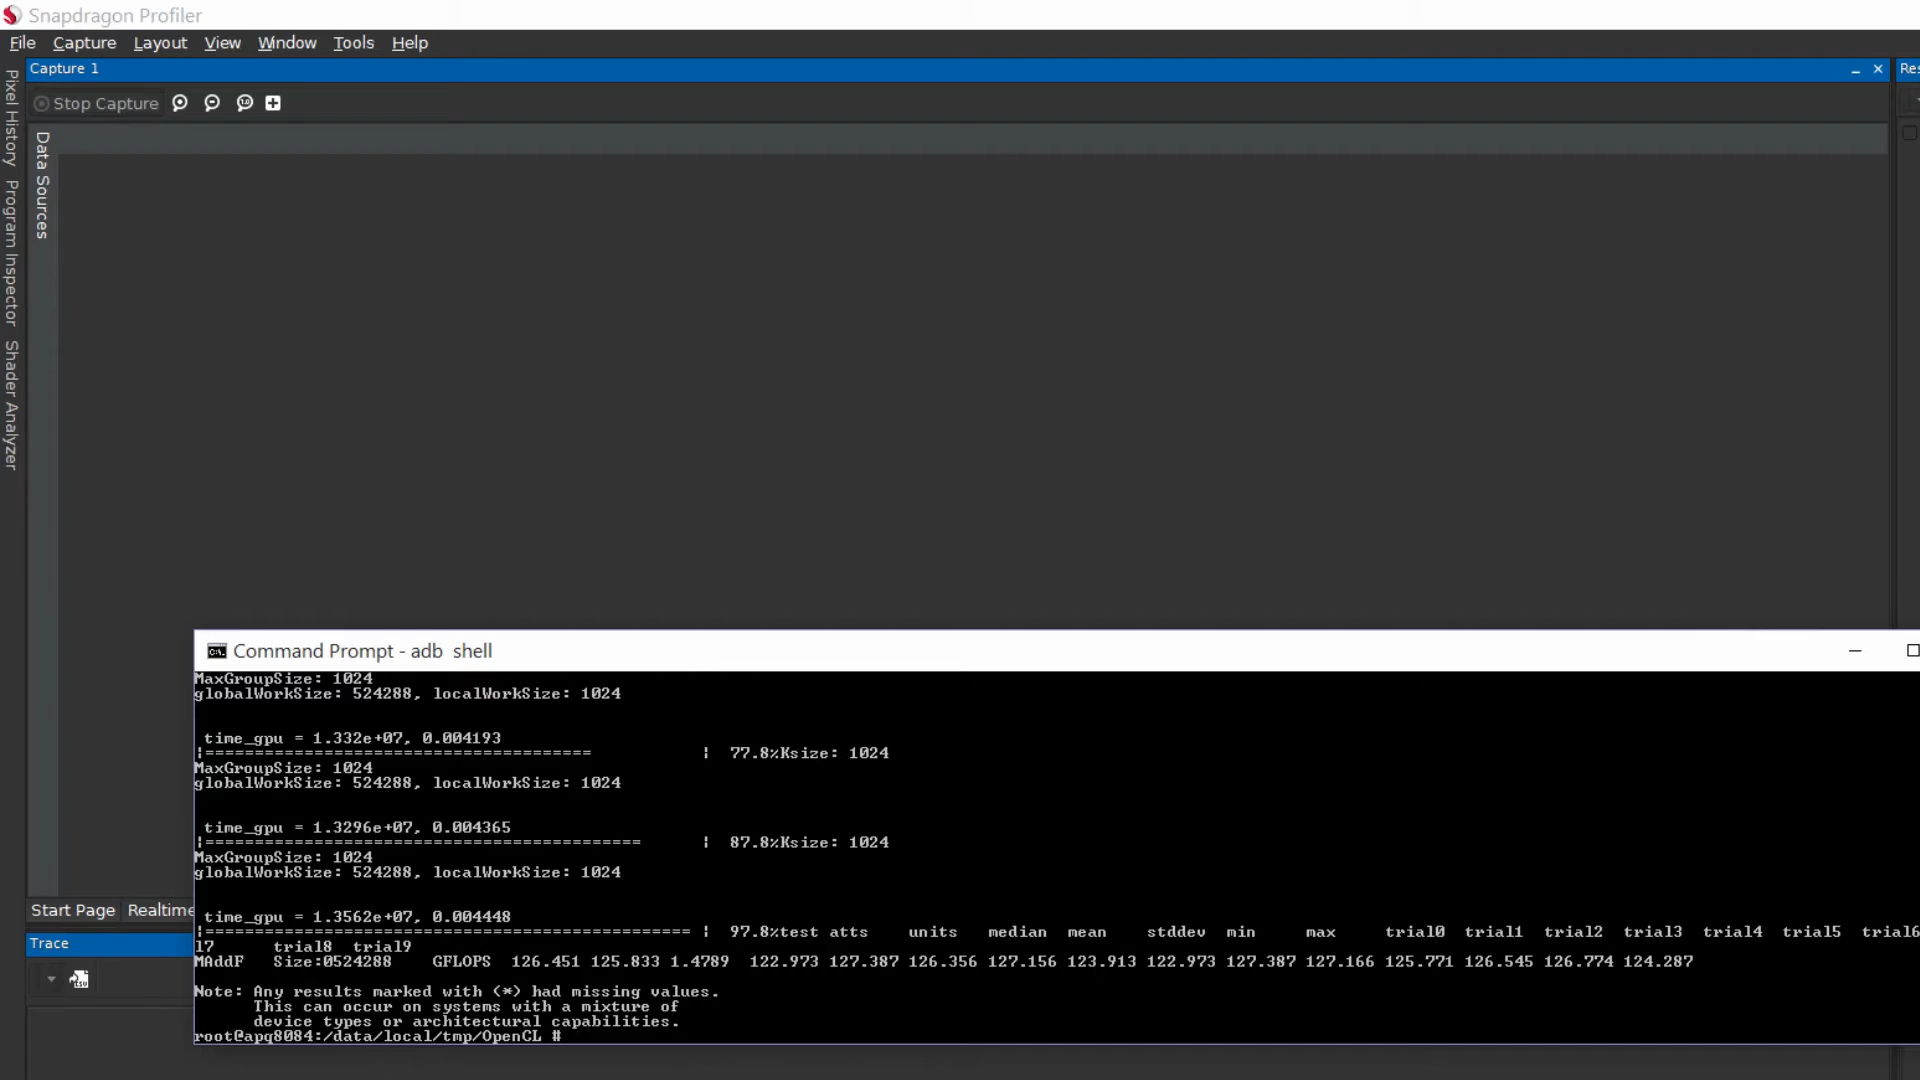 Snapdragon Profiler
File Capture Layout View Window Tools Help
Capture 1
Res
Stop Capture
Pixel History
Program Inspector
Shader Analyzer
Data Sources
Start Page Realtime
Trace
Command Prompt - adb shell
MaxGroupSize: 1024
globalWorkSize: 524288, localWorkSize: 1024
time_gpu = 1.332e+07, 0.004193
|======================================= | 77.8%Ksize: 1024
MaxGroupSize: 1024
globalWorkSize: 524288, localWorkSize: 1024
time_gpu = 1.3296e+07, 0.004365
|============================================ | 87.8%Ksize: 1024
MaxGroupSize: 1024
globalWorkSize: 524288, localWorkSize: 1024
time_gpu = 1.3562e+07, 0.004448
|================================================= | 97.8%test atts units median mean stddev min max trial0 trial1 trial2 trial3 trial4 trial5 trial6
l7 trial8 trial9
MAddF Size:0524288 GFLOPS 126.451 125.833 1.4789 122.973 127.387 126.356 127.156 123.913 122.973 127.387 127.166 125.771 126.545 126.774 124.287
Note: Any results marked with (*) had missing values.
This can occur on systems with a mixture of
device types or architectural capabilities.
root@apq8084:/data/local/tmp/OpenCL #